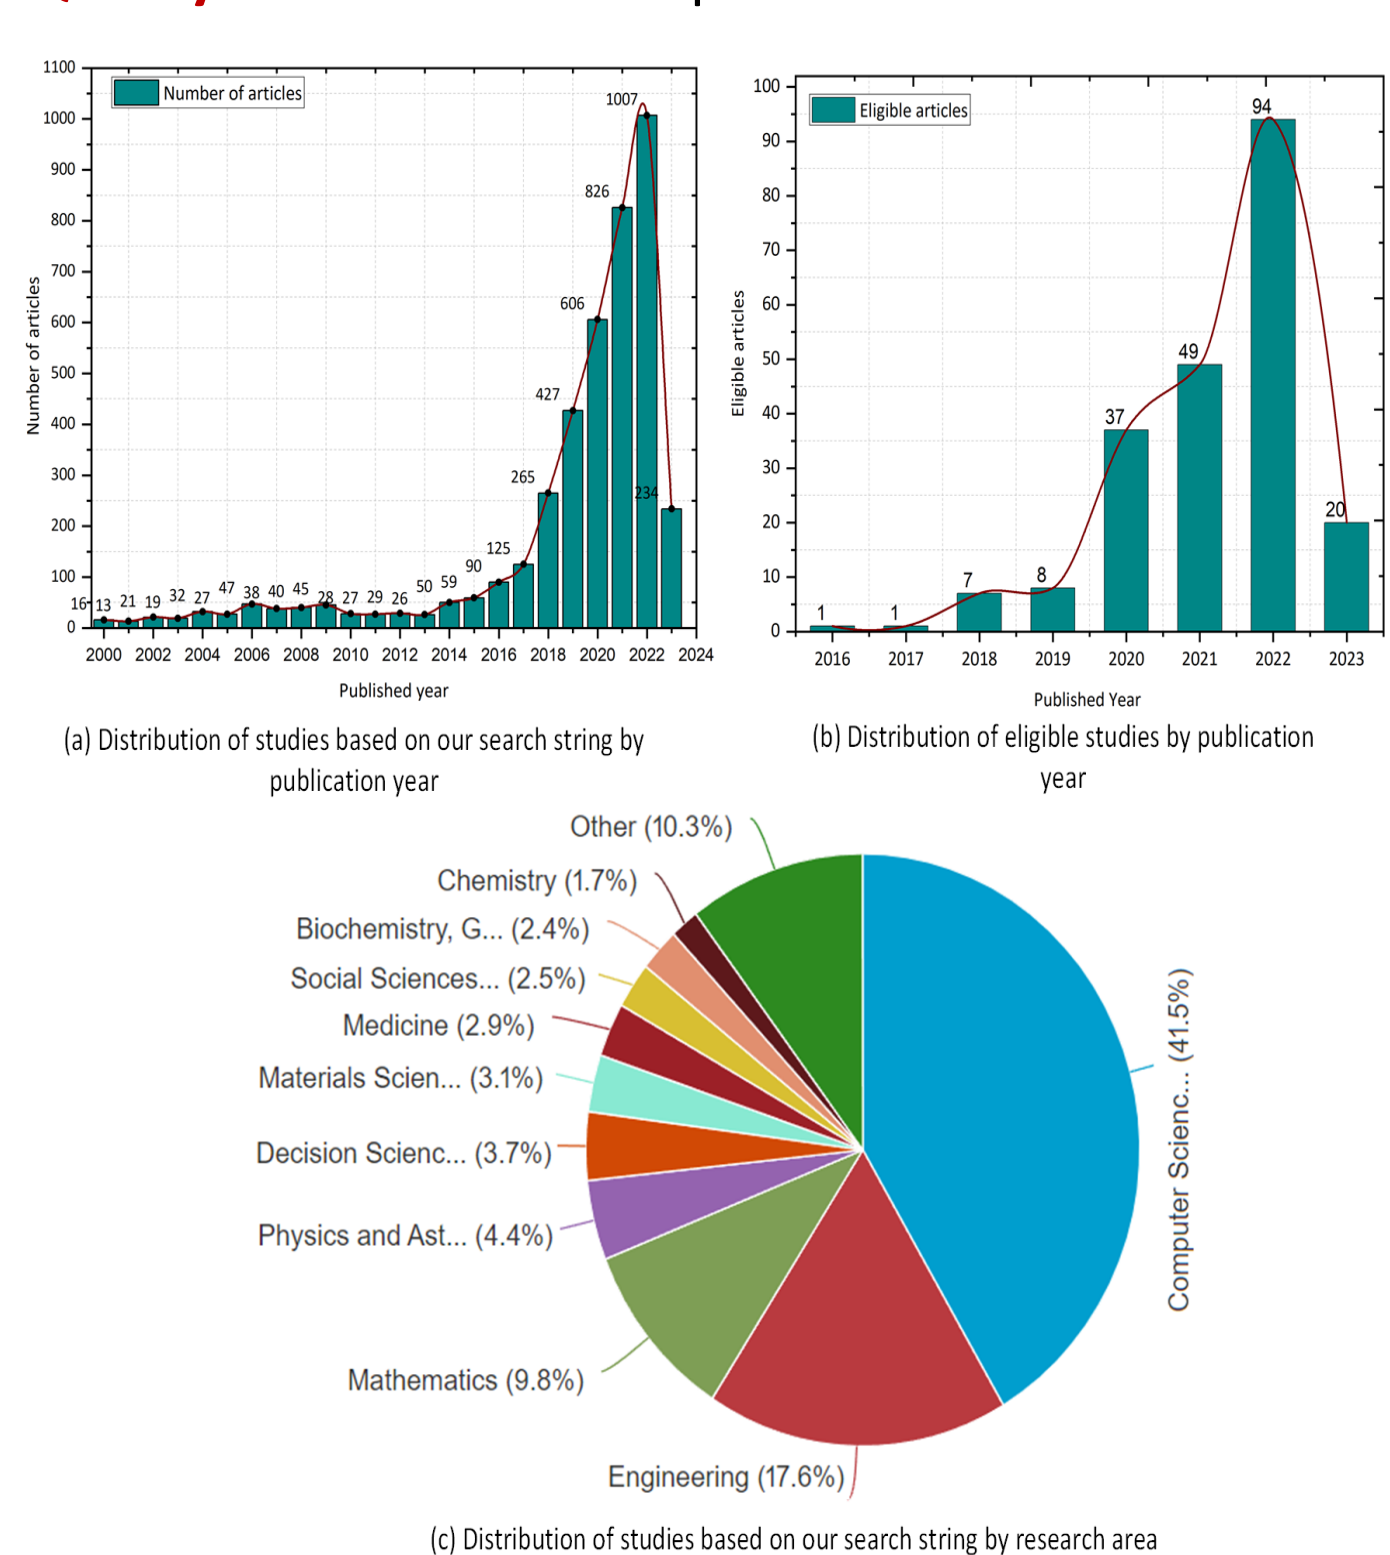 1100
1000
900
800
700
600
500
400
300
200
100
0
Number of articles
Number of articles
16 13 21 19 32 27 47 38 40 45 28 27 29 26 50 59 90 125 265 427 606 826 1007 234
2000 2002 2004 2006 2008 2010 2012 2014 2016 2018 2020 2022 2024
Published year
(a) Distribution of studies based on our search string by
publication year
100
90
80
70
60
50
40
30
20
10
0
Eligible articles
Eligible articles
1 1 7 8 37 49 94 20
2016 2017 2018 2019 2020 2021 2022 2023
Published Year
(b) Distribution of eligible studies by publication
year
Other (10.3%)
Chemistry (1.7%)
Biochemistry, G... (2.4%)
Social Sciences... (2.5%)
Medicine (2.9%)
Materials Scien... (3.1%)
Decision Scienc... (3.7%)
Physics and Ast... (4.4%)
Mathematics (9.8%)
Engineering (17.6%)
Computer Scienc... (41.5%)
(c) Distribution of studies based on our search string by research area